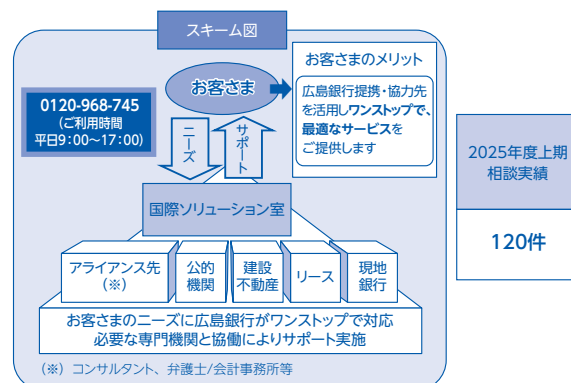 スキーム図
お客さまのメリット
広島銀行提携・協力先
を活用しワンストップで、
最適なサービスを
ご提供します
お客さま
0120-968-745
(ご利用時間
平日9:00〜17:00)
ニーズ
サポート
国際ソリューション室
アライアンス先
(※)
公的
機関
建設
不動産
リース
現地
銀行
お客さまのニーズに広島銀行がワンストップで対応
必要な専門機関と協働によりサポート実施
(※) コンサルタント、弁護士/会計事務所等
2025年度上期
相談実績
120件